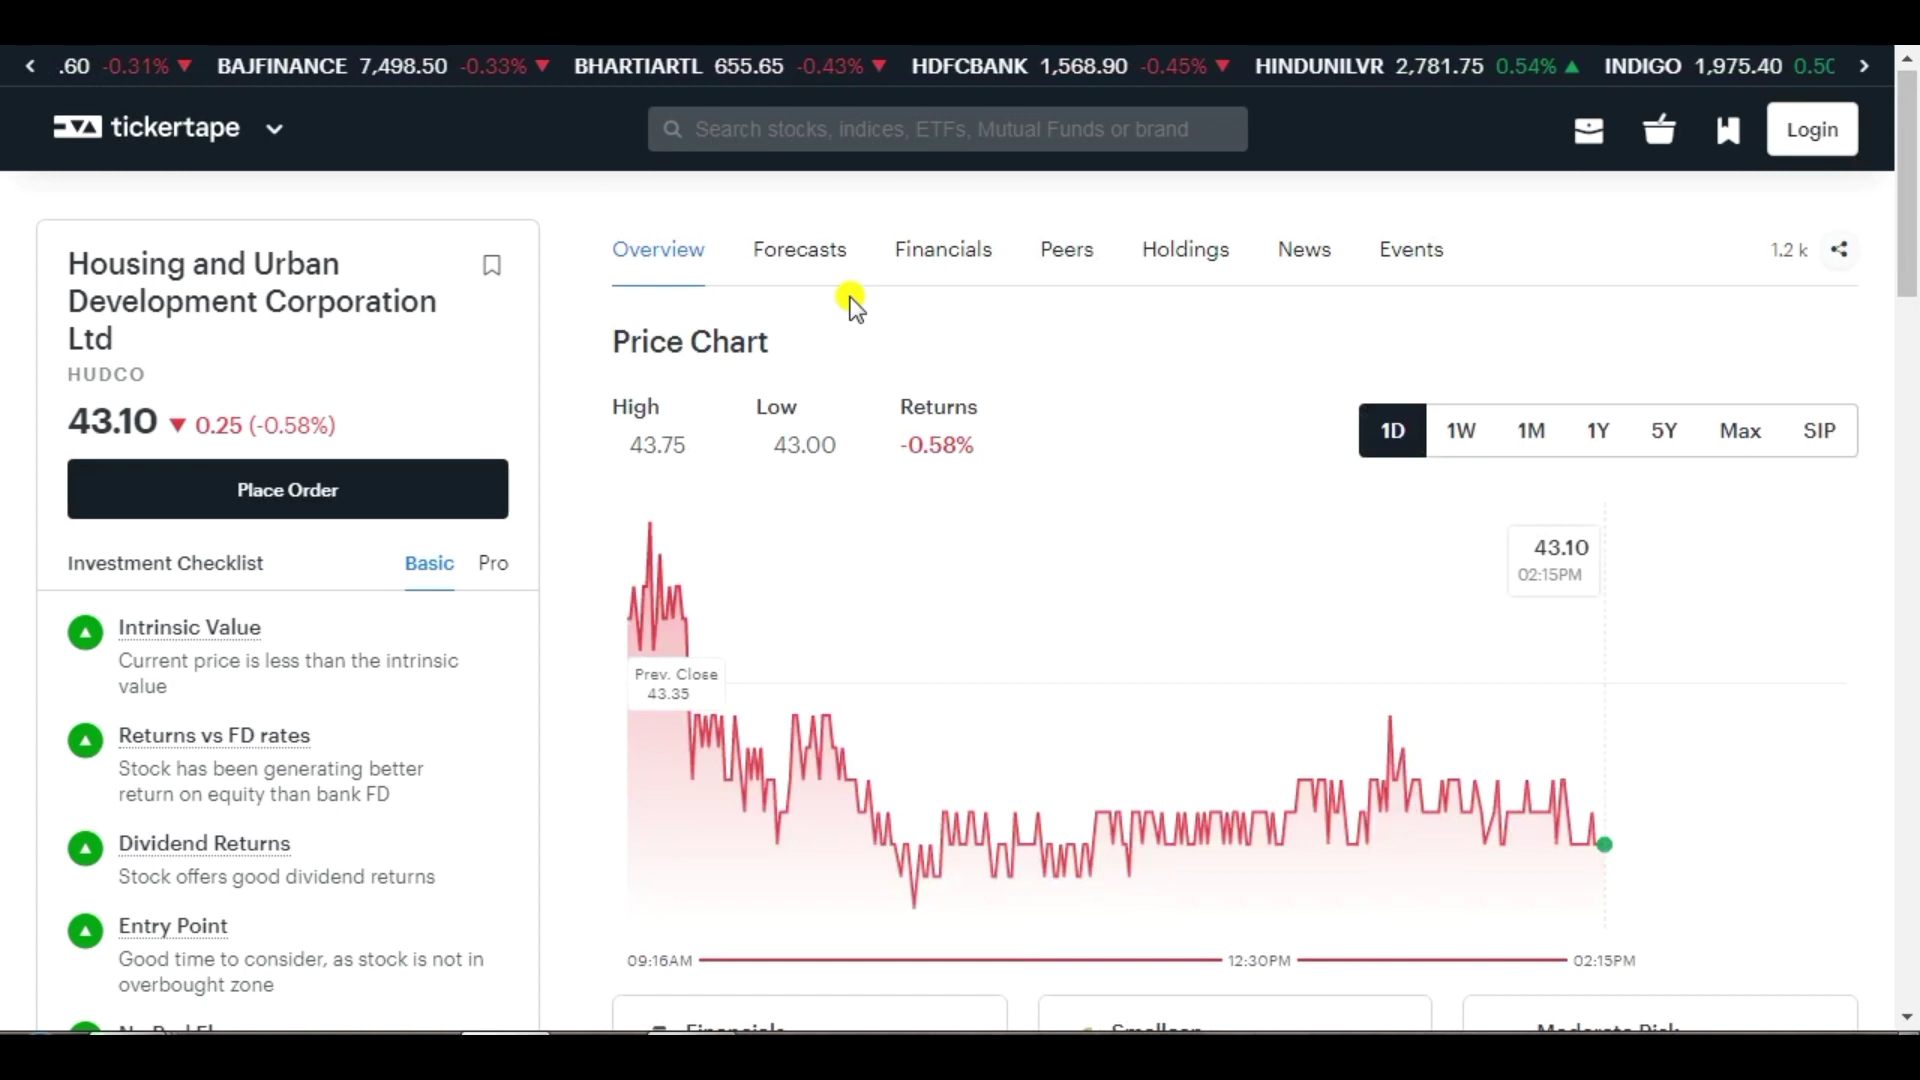 .60 -0.31% ▼ BAJFINANCE 7,498.50 -0.33% ▼ BHARTIARTL 655.65 -0.43% ▼ HDFCBANK 1,568.90 -0.45% ▼ HINDUNILVR 2,781.75 0.54% ▲ INDIGO 1,975.40
tickertape
Search stocks, indices, ETFs, Mutual Funds or brand
Login
Housing and Urban
Development Corporation
Ltd
HUDCO
43.10 ▼ 0.25 (-0.58%)
Place Order
Investment Checklist Basic Pro
Intrinsic Value
Current price is less than the intrinsic
value
Returns vs FD rates
Stock has been generating better
return on equity than bank FD
Dividend Returns
Stock offers good dividend returns
Entry Point
Good time to consider, as stock is not in
overbought zone
Overview Forecasts Financials Peers Holdings News Events 1.2 k
Price Chart
High Low Returns
43.75 43.00 -0.58%
1D 1W 1M 1Y 5Y Max SIP
43.10
02:15PM
Prev. Close
43.35
09:16AM 12:30PM 02:15PM